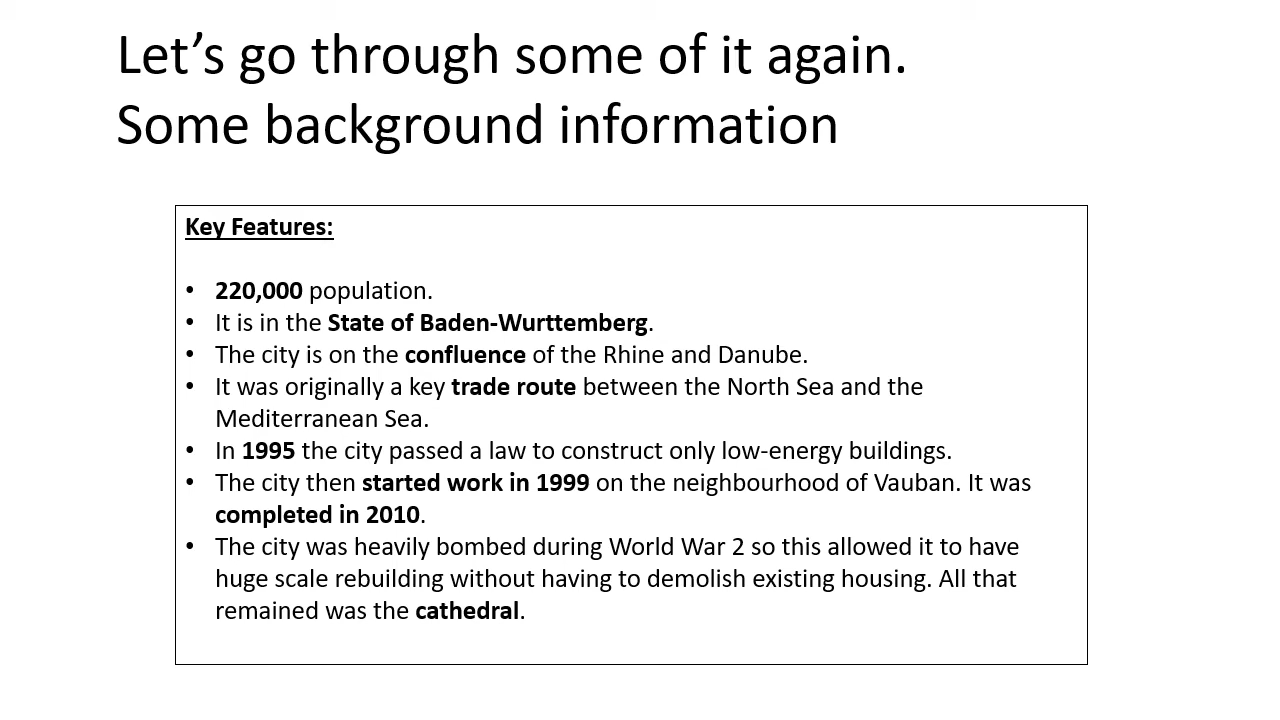 Let’s go through some of it again.
Some background information
Key Features:
• 220,000 population.
• It is in the State of Baden-Wurttemberg.
• The city is on the confluence of the Rhine and Danube.
• It was originally a key trade route between the North Sea and the
Mediterranean Sea.
• In 1995 the city passed a law to construct only low-energy buildings.
• The city then started work in 1999 on the neighbourhood of Vauban. It was
completed in 2010.
• The city was heavily bombed during World War 2 so this allowed it to have
huge scale rebuilding without having to demolish existing housing. All that
remained was the cathedral.